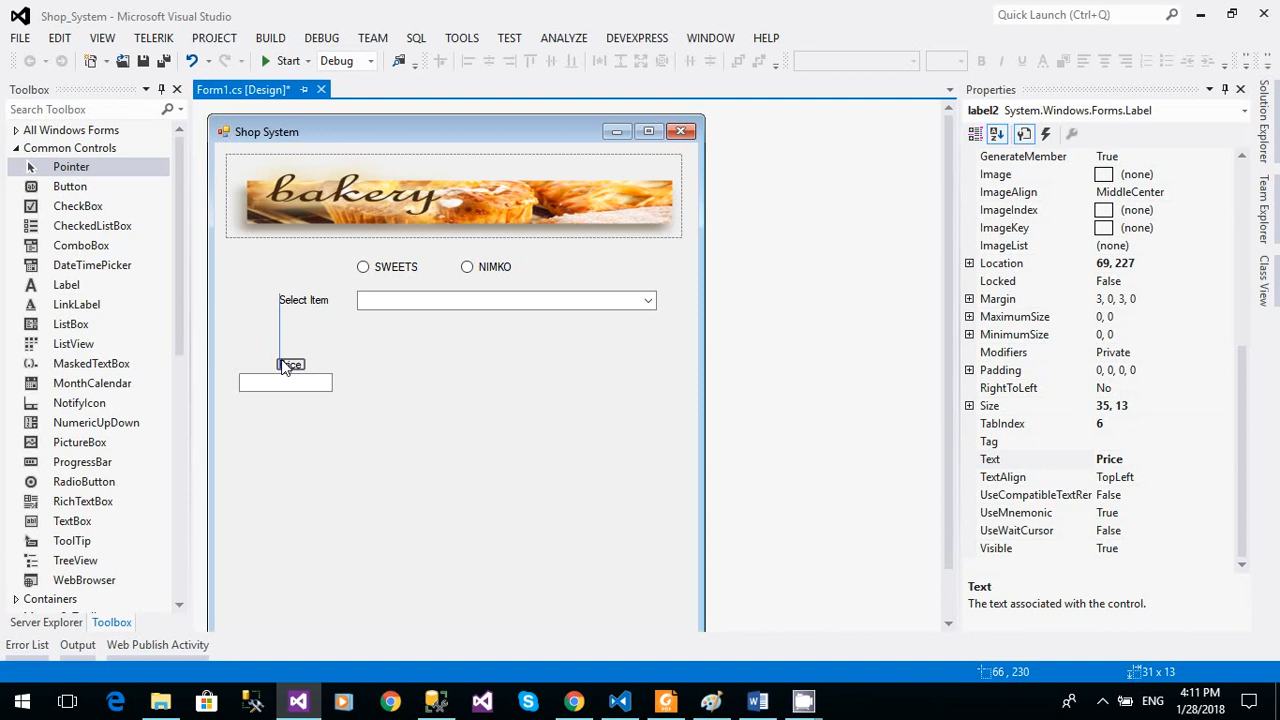 Shop_System - Microsoft Visual Studio
Quick Launch (Ctrl+Q)
FILE EDIT VIEW TELERIK PROJECT BUILD DEBUG TEAM SQL TOOLS TEST ANALYZE DEVEXPRESS WINDOW HELP
Start Debug
Toolbox
Form1.cs [Design]*
Properties
Search Toolbox
label2 System.Windows.Forms.Label
All Windows Forms
Common Controls
Pointer
Button
CheckBox
CheckedListBox
ComboBox
DateTimePicker
Label
LinkLabel
ListBox
ListView
MaskedTextBox
MonthCalendar
NotifyIcon
NumericUpDown
PictureBox
ProgressBar
RadioButton
RichTextBox
TextBox
ToolTip
TreeView
WebBrowser
Containers
Server Explorer Toolbox
Error List Output Web Publish Activity
Shop System
bakery
SWEETS NIMKO
Select Item
GenerateMember True
Image (none)
ImageAlign MiddleCenter
ImageIndex (none)
ImageKey (none)
ImageList (none)
Location 69, 227
Locked False
Margin 3, 0, 3, 0
MaximumSize 0, 0
MinimumSize 0, 0
Modifiers Private
Padding 0, 0, 0, 0
RightToLeft No
Size 35, 13
TabIndex 6
Tag
Text Price
TextAlign TopLeft
UseCompatibleTextRer False
UseMnemonic True
UseWaitCursor False
Visible True
Text
The text associated with the control.
Solution Explorer
Team Explorer
Class View
66 , 230 31 x 13
ENG
4:11 PM
1/28/2018